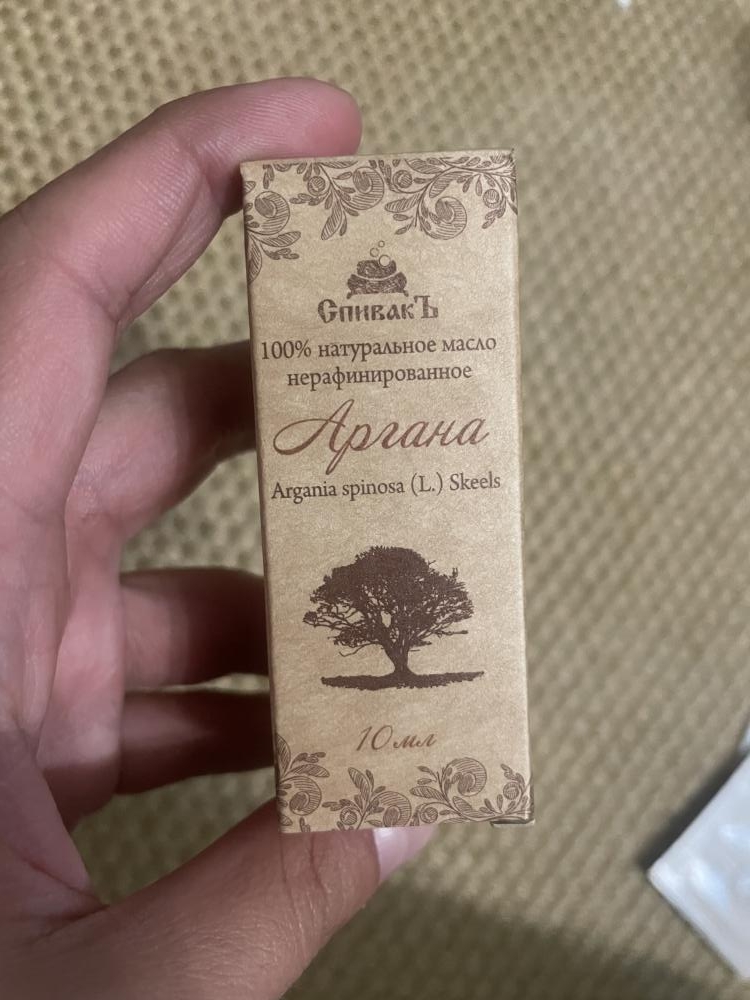 СпивакЪ
100% натуральное масло
нерафинированное
Аргана
Argania spinosa (L.) Skeels
10 мл